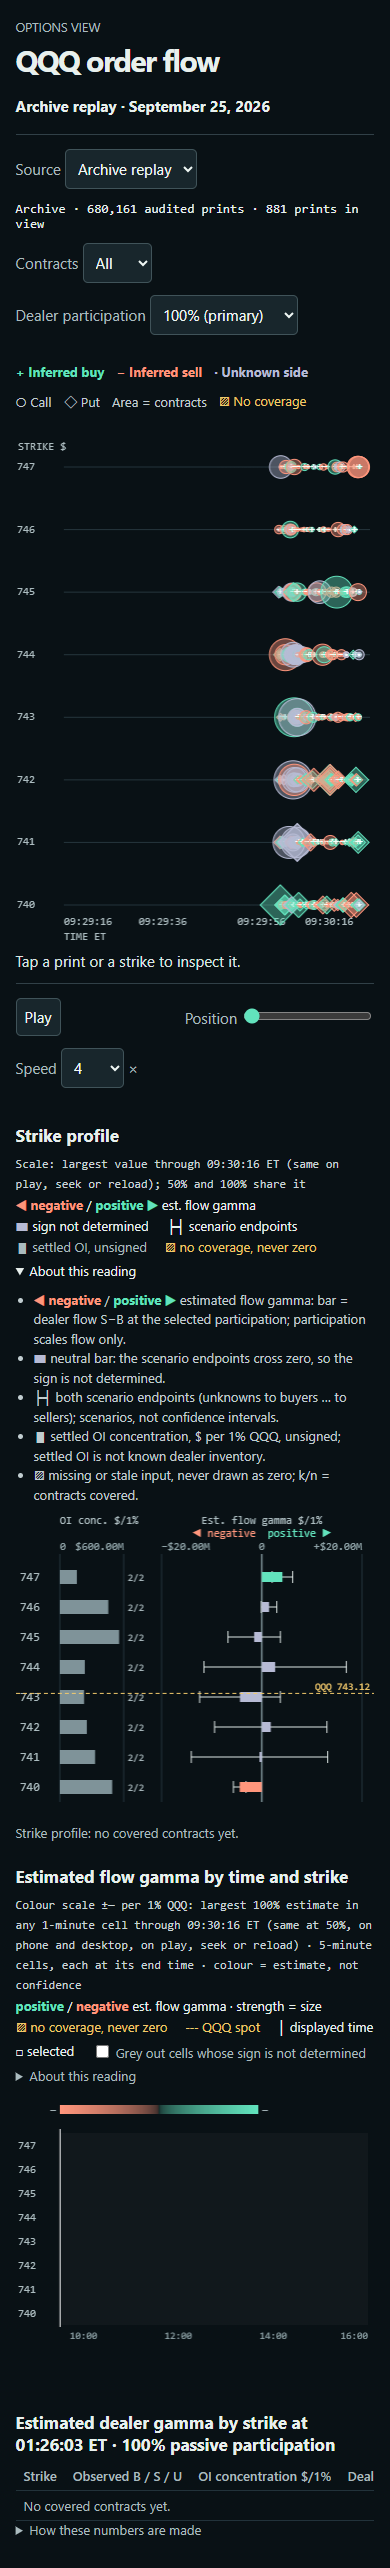 OPTIONS VIEW
QQQ order flow
Archive replay · September 25, 2026
Source Archive replay
Archive · 680,161 audited prints · 881 prints in
view
Contracts All
Dealer participation 100% (primary)
+ Inferred buy − Inferred sell · Unknown side
○ Call ◇ Put Area = contracts ▨ No coverage
STRIKE $
747
746
745
744
743
742
741
740
09:29:16 09:29:36 09:29:56 09:30:16
TIME ET
Tap a print or a strike to inspect it.
Play Position
Speed 4 ×
Strike profile
Scale: largest value through 09:30:16 ET (same on
play, seek or reload); 50% and 100% share it
◀ negative / positive ▶ est. flow gamma
sign not determined ├┤ scenario endpoints
settled OI, unsigned ▨ no coverage, never zero
▼ About this reading
• ◀ negative / positive ▶ estimated flow gamma: bar =
dealer flow S−B at the selected participation; participation
scales flow only.
• neutral bar: the scenario endpoints cross zero, so the
sign is not determined.
• ├┤ both scenario endpoints (unknowns to buyers … to
sellers); scenarios, not confidence intervals.
• settled OI concentration, $ per 1% QQQ, unsigned;
settled OI is not known dealer inventory.
• ▨ missing or stale input, never drawn as zero; k/n =
contracts covered.
OI conc. $/1% Est. flow gamma $/1%
◀ negative positive ▶
0 $600.00M −$20.00M 0 +$20.00M
747 2/2
746 2/2
745 2/2
744 2/2
QQQ 743.12
743 2/2
742 2/2
741 2/2
740 2/2
Strike profile: no covered contracts yet.
Estimated flow gamma by time and strike
Colour scale ±— per 1% QQQ: largest 100% estimate in
any 1-minute cell through 09:30:16 ET (same at 50%, on
phone and desktop, on play, seek or reload) · 5-minute
cells, each at its end time · colour = estimate, not
confidence
positive / negative est. flow gamma · strength = size
▨ no coverage, never zero --- QQQ spot | displayed time
□ selected Grey out cells whose sign is not determined
▶ About this reading
— —
747
746
745
744
743
742
741
740
10:00 12:00 14:00 16:00
Estimated dealer gamma by strike at
01:26:03 ET · 100% passive participation
Strike Observed B / S / U OI concentration $/1% Deal
No covered contracts yet.
▶ How these numbers are made